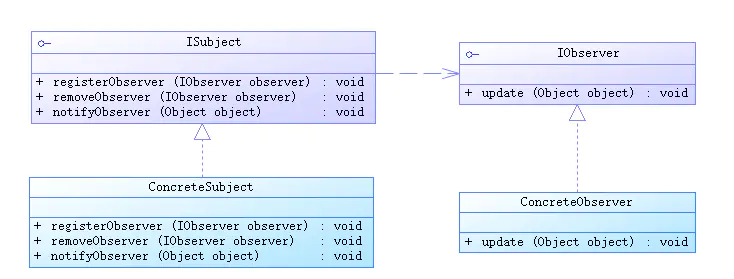 ISubject
+ registerObserver (IObserver observer) : void
+ removeObserver (IObserver observer) : void
+ notifyObserver (Object object) : void
IObserver
+ update (Object object) : void
ConcreteSubject
+ registerObserver (IObserver observer) : void
+ removeObserver (IObserver observer) : void
+ notifyObserver (Object object) : void
ConcreteObserver
+ update (Object object) : void